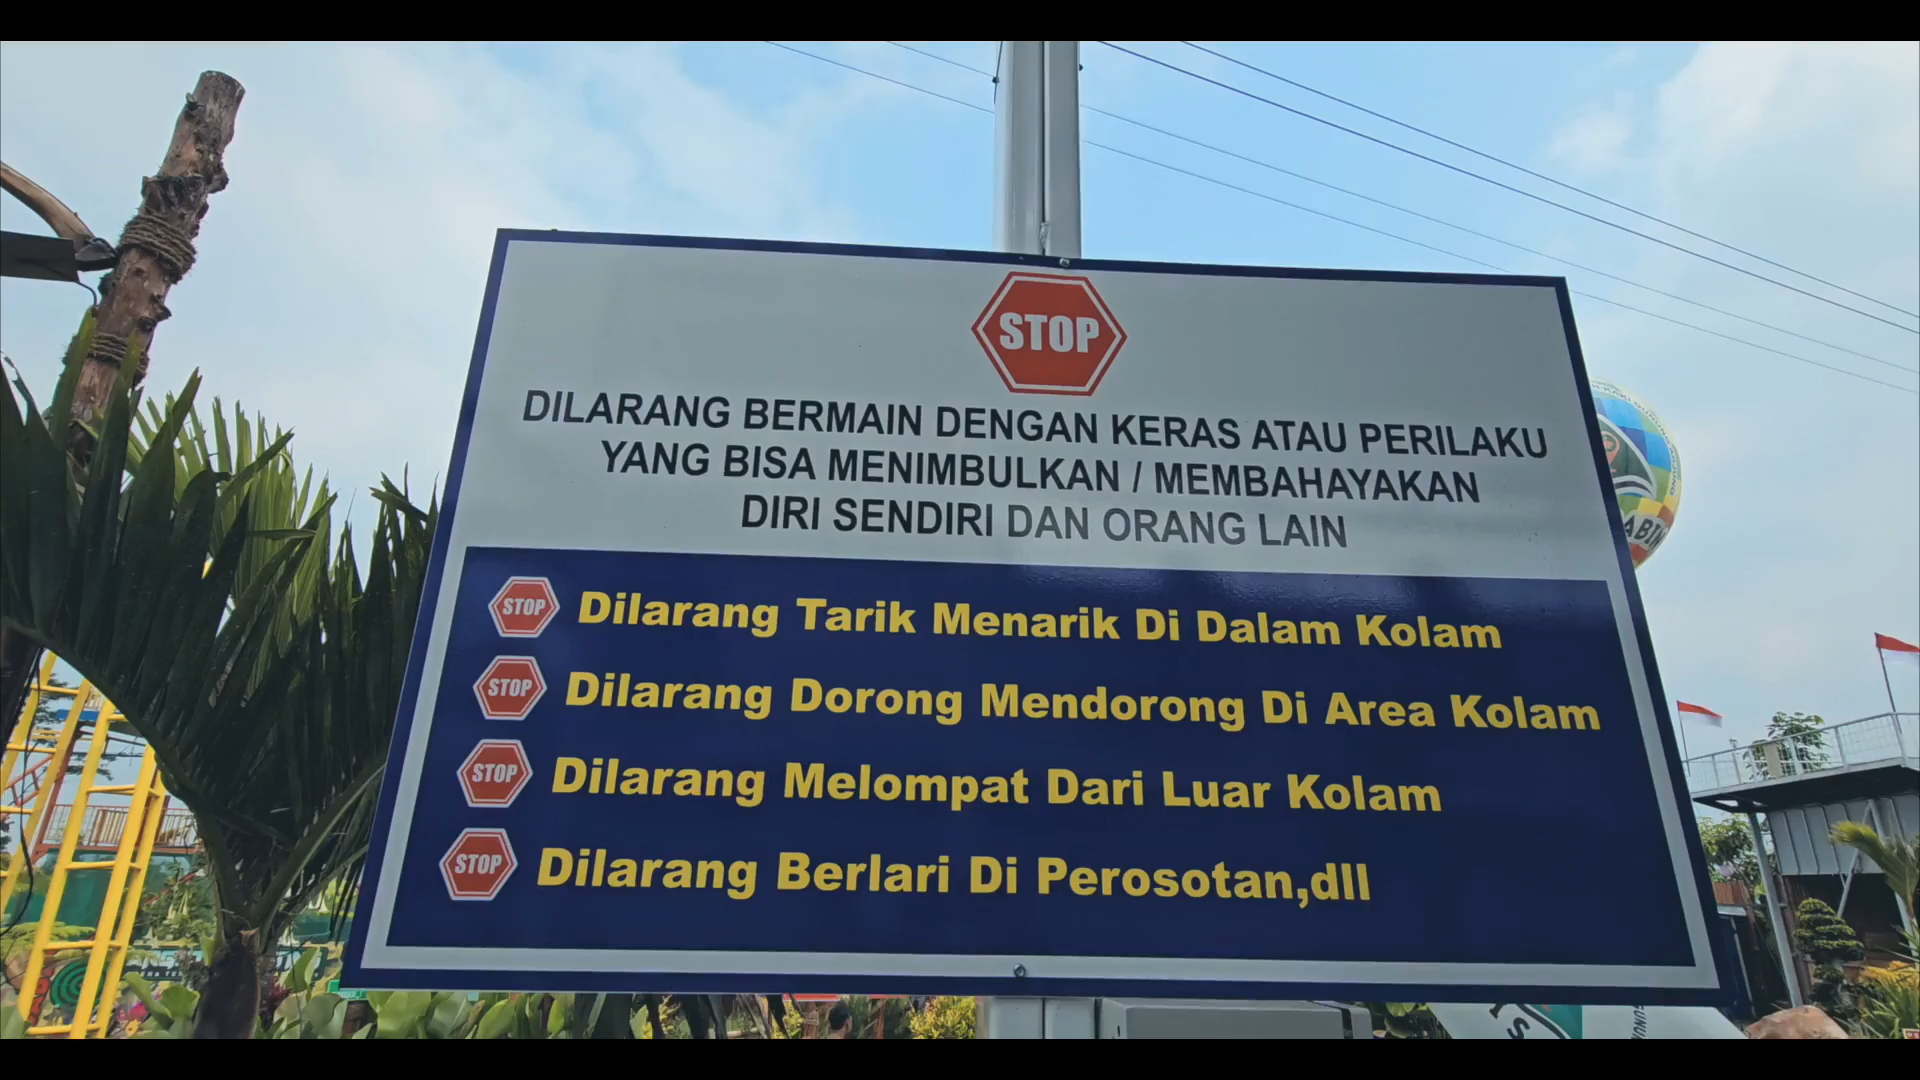 STOP
DILARANG BERMAIN DENGAN KERAS ATAU PERILAKU
YANG BISA MENIMBULKAN / MEMBAHAYAKAN
DIRI SENDIRI DAN ORANG LAIN
STOP Dilarang Tarik Menarik Di Dalam Kolam
STOP Dilarang Dorong Mendorong Di Area Kolam
STOP Dilarang Melompat Dari Luar Kolam
STOP Dilarang Berlari Di Perosotan,dll